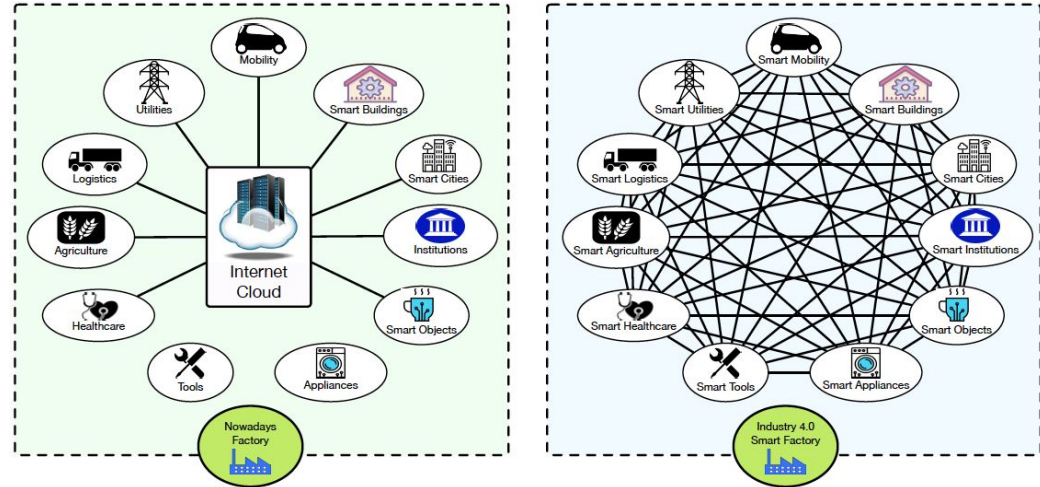 Mobility
Utilities
Smart Buildings
Logistics
Smart Cities
Agriculture
Institutions
Internet
Cloud
Healthcare
Smart Objects
Tools
Appliances
Nowadays
Factory
Smart Mobility
Smart Utilities
Smart Buildings
Smart Logistics
Smart Cities
Smart Agriculture
Smart Institutions
Smart Healthcare
Smart Objects
Smart Tools
Smart Appliances
Industry 4.0
Smart Factory